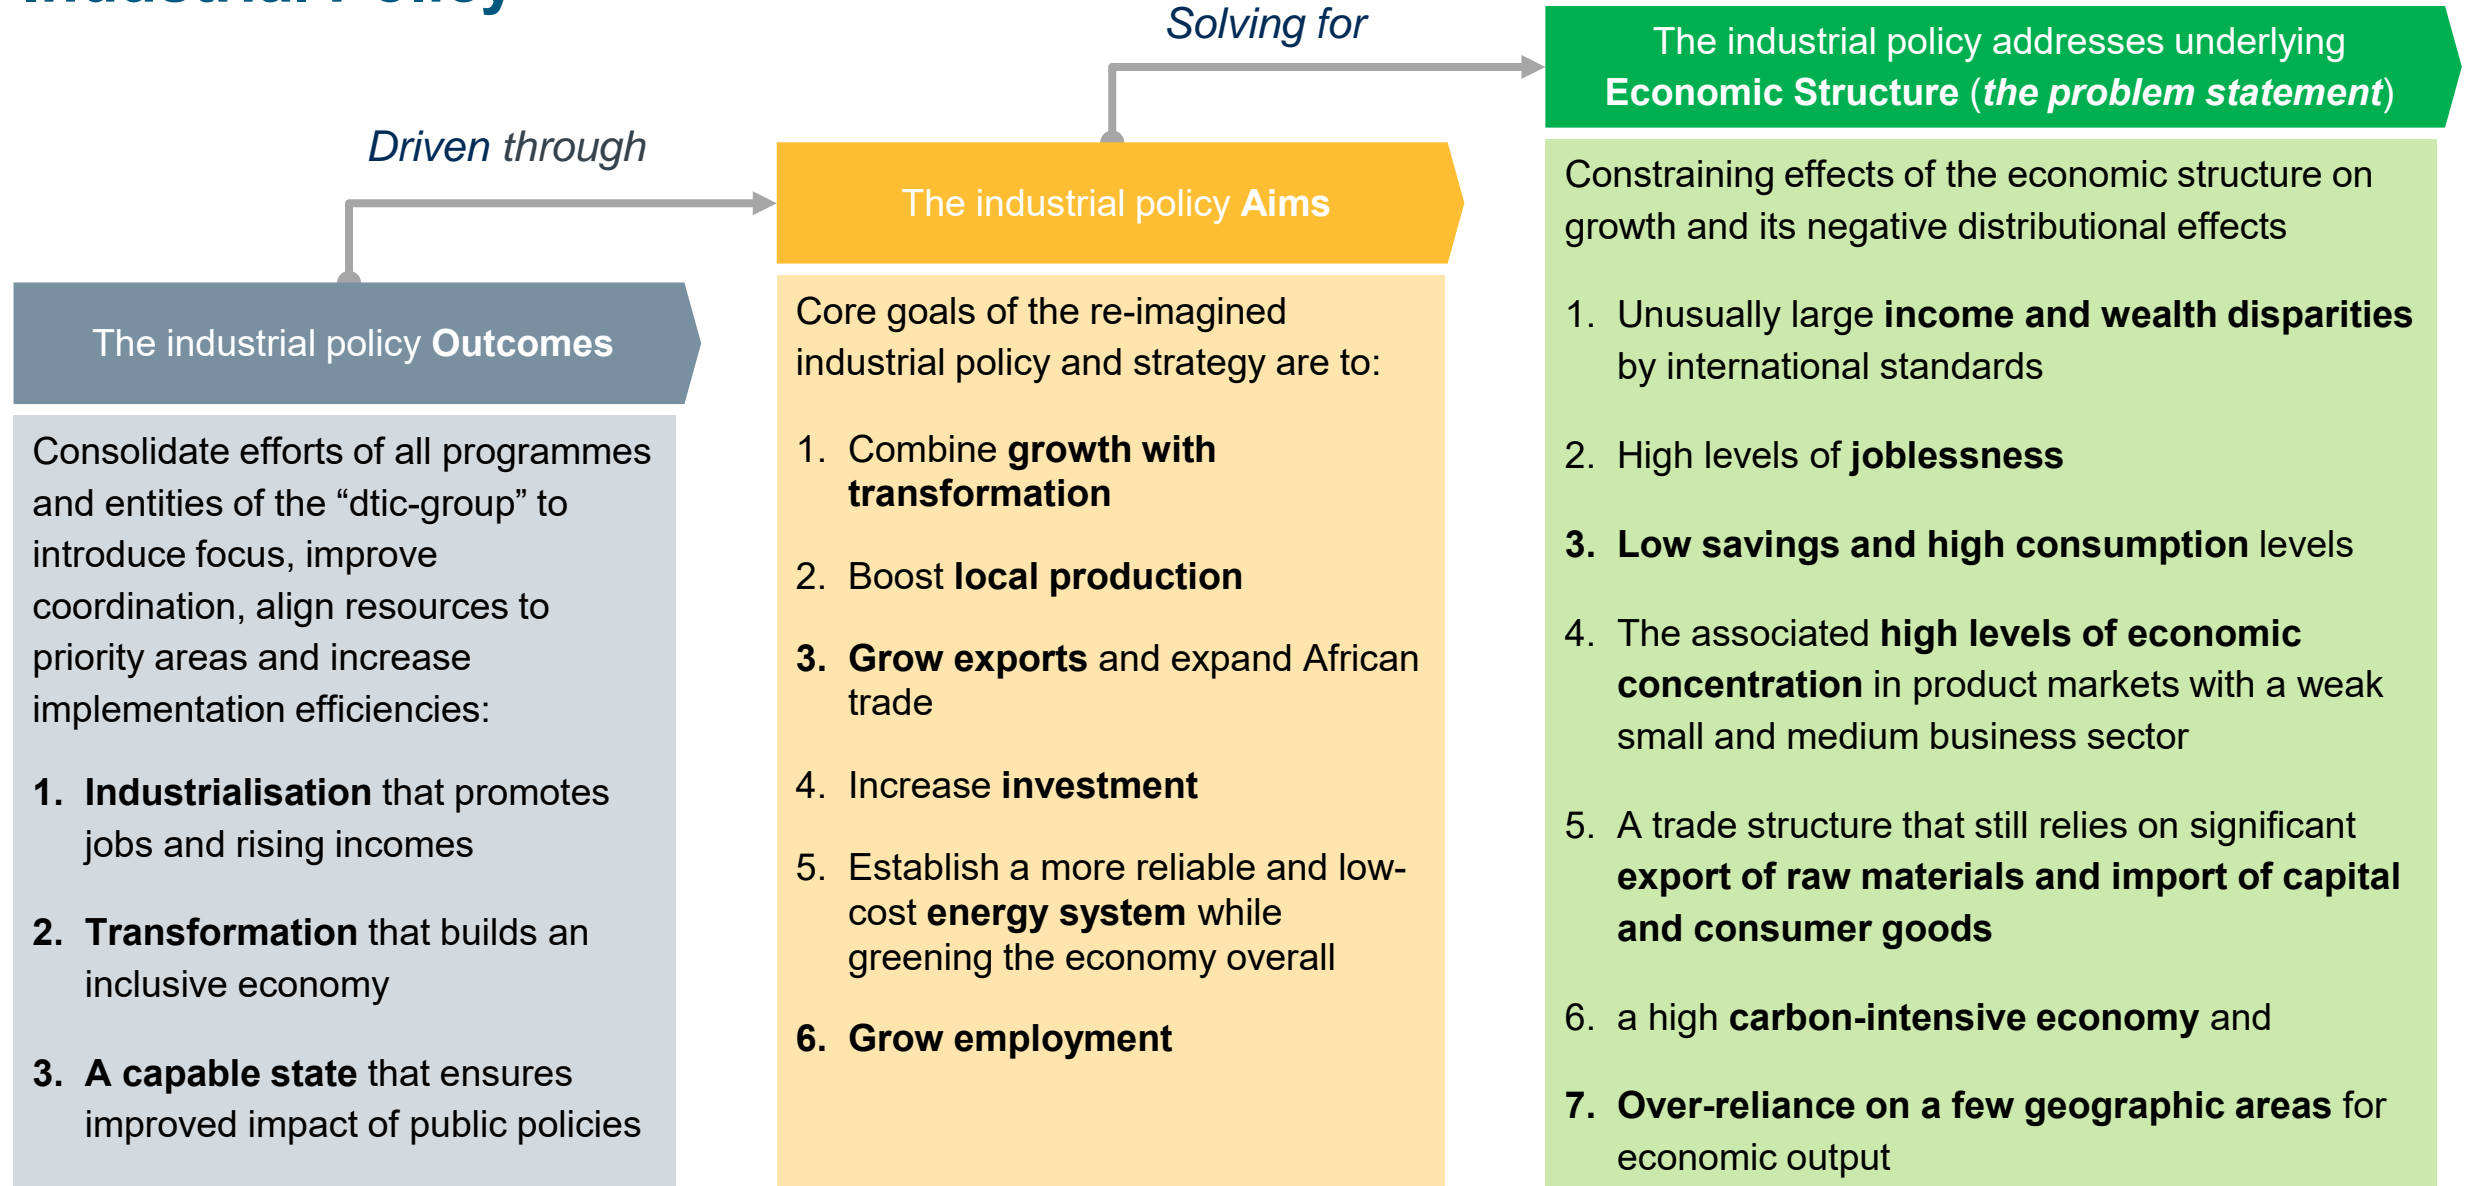 Industrial Policy
Solving for
The industrial policy addresses underlying
Economic Structure (the problem statement)
Driven through
The industrial policy Aims
The industrial policy Outcomes
Consolidate efforts of all programmes
and entities of the “dtic-group” to
introduce focus, improve
coordination, align resources to
priority areas and increase
implementation efficiencies:
1. Industrialisation that promotes
jobs and rising incomes
2. Transformation that builds an
inclusive economy
3. A capable state that ensures
improved impact of public policies
Core goals of the re-imagined
industrial policy and strategy are to:
1. Combine growth with
transformation
2. Boost local production
3. Grow exports and expand African
trade
4. Increase investment
5. Establish a more reliable and low-
cost energy system while
greening the economy overall
6. Grow employment
Constraining effects of the economic structure on
growth and its negative distributional effects
1. Unusually large income and wealth disparities
by international standards
2. High levels of joblessness
3. Low savings and high consumption levels
4. The associated high levels of economic
concentration in product markets with a weak
small and medium business sector
5. A trade structure that still relies on significant
export of raw materials and import of capital
and consumer goods
6. a high carbon-intensive economy and
7. Over-reliance on a few geographic areas for
economic output